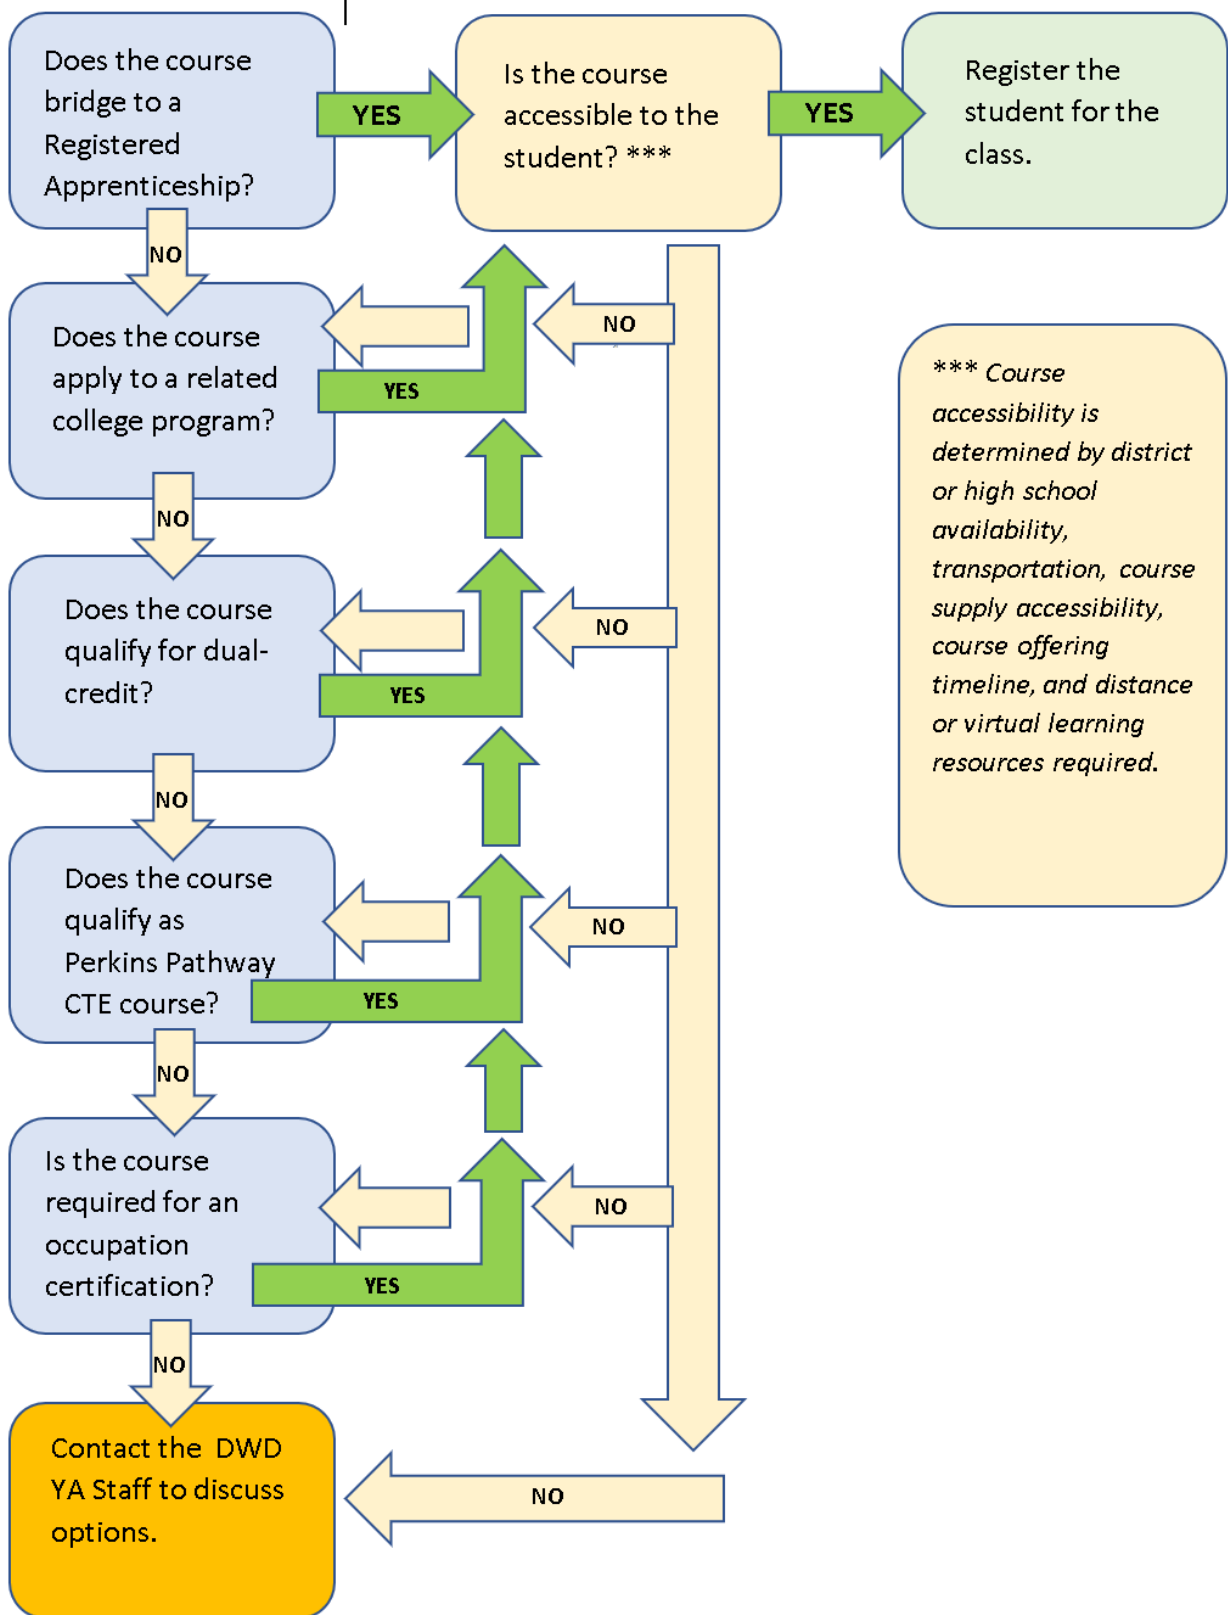 Does the course
bridge to a
Registered
Apprenticeship?
YES
Is the course
accessible to the
student? ***
YES
Register the
student for the
class.
NO
Does the course
apply to a related
college program?
YES
NO
*** Course
accessibility is
determined by district
or high school
availability,
transportation, course
supply accessibility,
course offering
timeline, and distance
or virtual learning
resources required.
NO
Does the course
qualify for dual-
credit?
YES
NO
NO
Does the course
qualify as
Perkins Pathway
CTE course?
YES
NO
NO
Is the course
required for an
occupation
certification?
YES
NO
NO
Contact the DWD
YA Staff to discuss
options.
NO